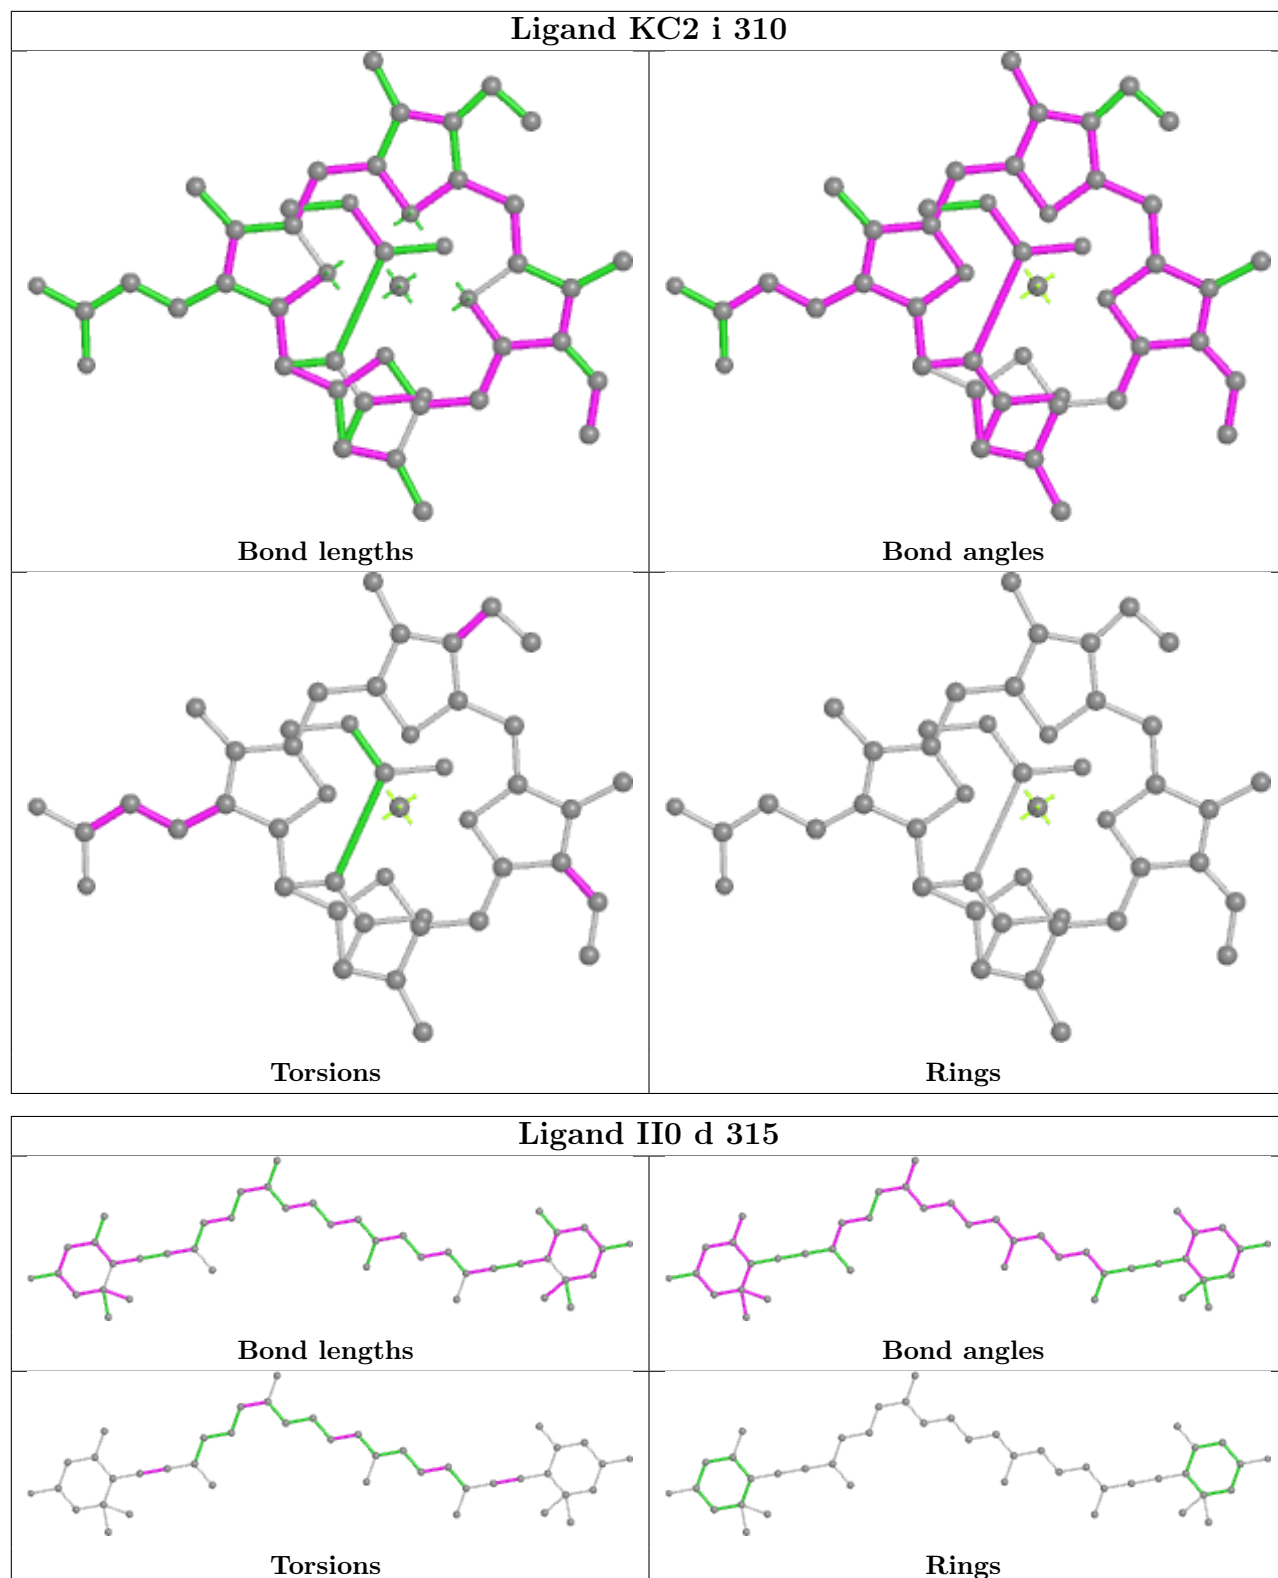 Ligand KC2 i 310
Bond lengths
Bond angles
Torsions
Rings
Ligand II0 d 315
Bond lengths
Bond angles
Torsions
Rings